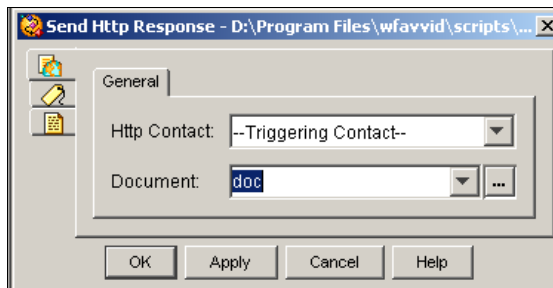 Send Http Response - D:\Program Files\wfavvid\scripts\...
General
Http Contact: --Triggering Contact--
Document: doc ...
OK Apply Cancel Help